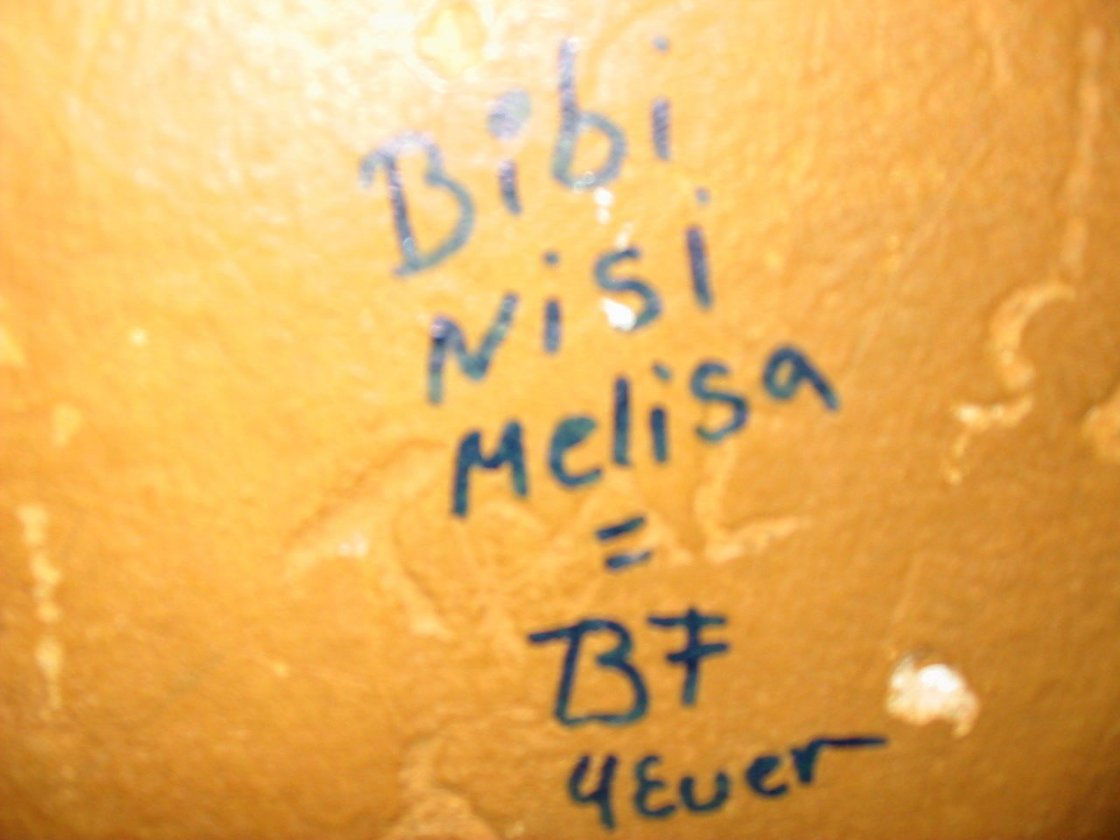 Bibi
Nisi
Melisa
=
BF
4Ever